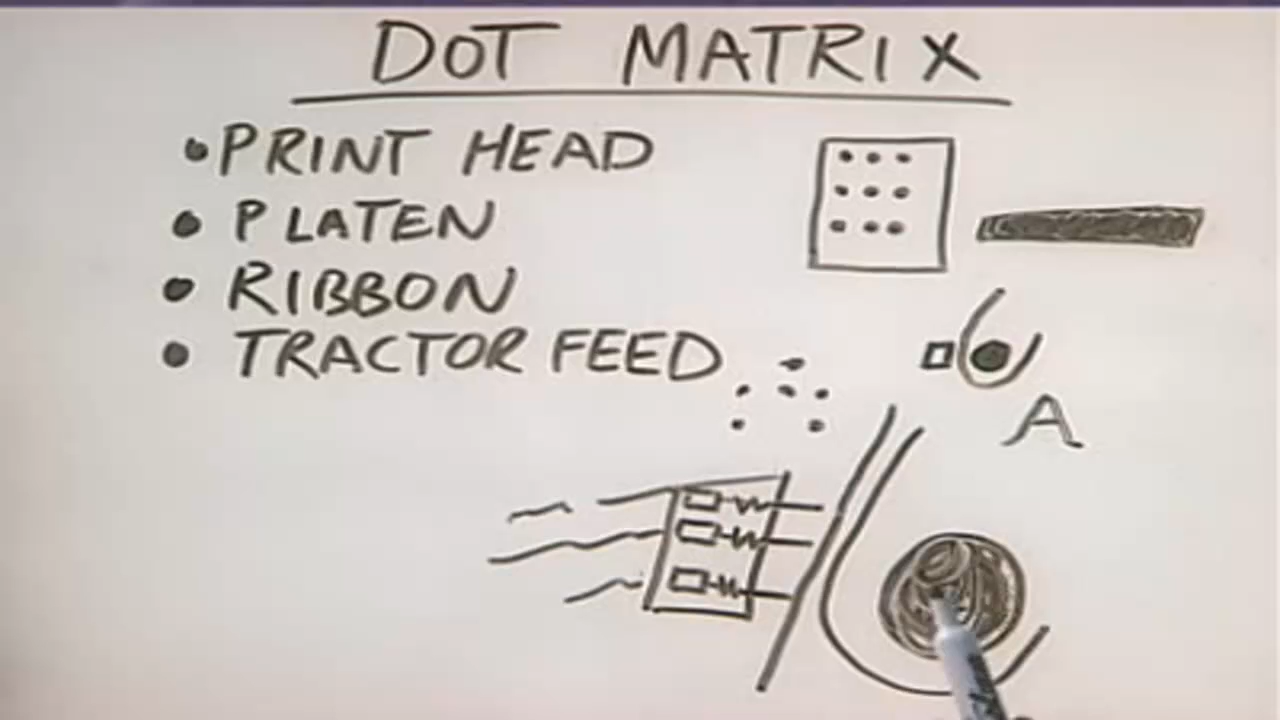 DOT MATRIX
• PRINT HEAD
• PLATEN
• RIBBON
• TRACTOR FEED
A